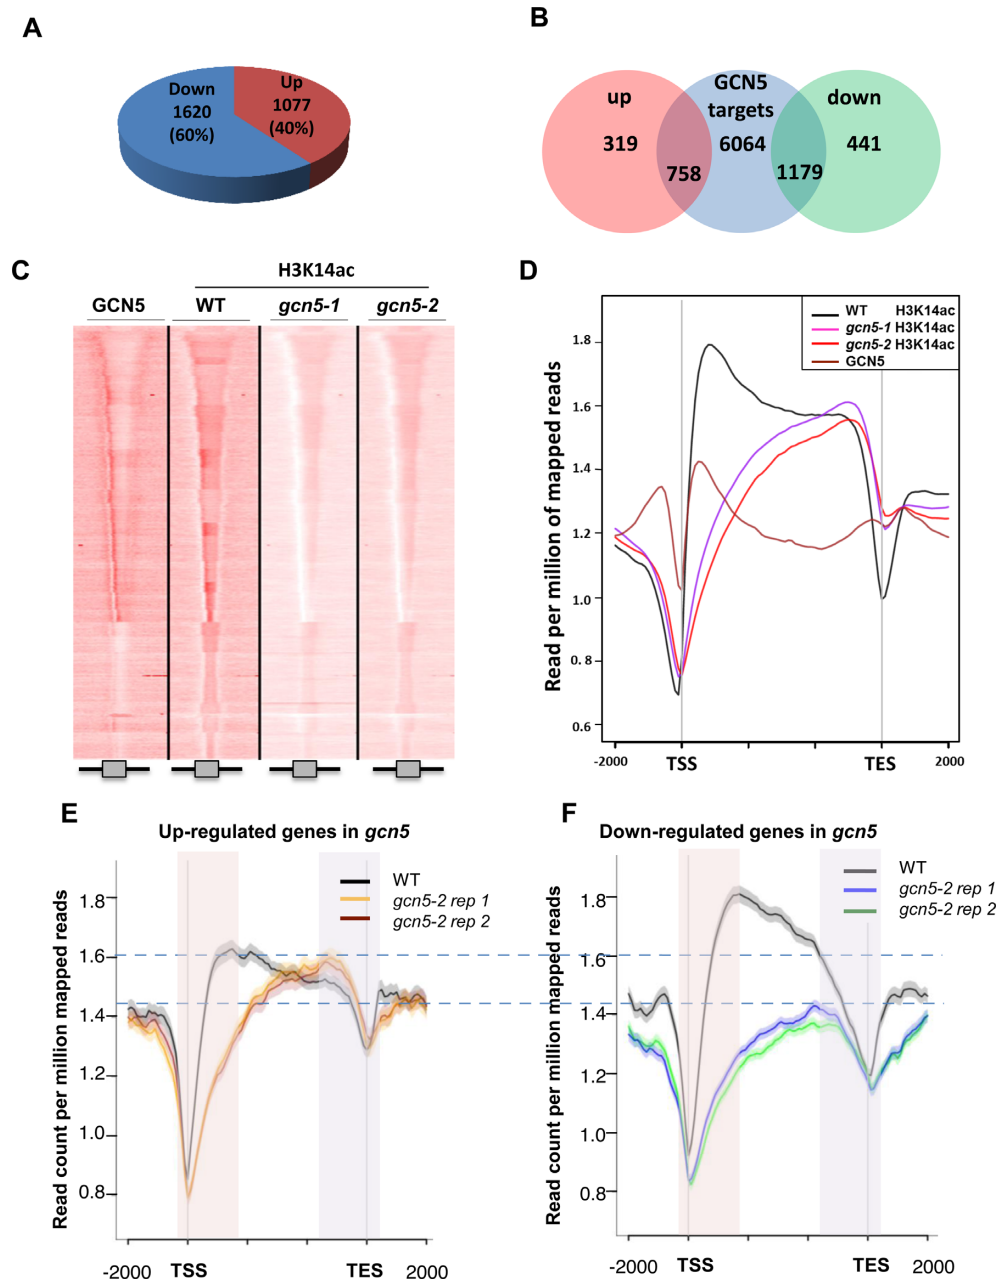 A
Down
1620
(60%)
Up
1077
(40%)
B
up
GCN5
targets
down
319
6064
441
758
1179
C
H3K14ac
GCN5
WT
gcn5-1
gcn5-2
D
Read per million of mapped reads
1.8
1.6
1.4
1.2
1.0
0.8
0.6
WT H3K14ac
gcn5-1 H3K14ac
gcn5-2 H3K14ac
GCN5
-2000
TSS
TES
2000
E
Up-regulated genes in gcn5
Read count per million mapped reads
1.8
1.6
1.4
1.2
1.0
0.8
WT
gcn5-2 rep 1
gcn5-2 rep 2
-2000
TSS
TES
2000
F
Down-regulated genes in gcn5
Read count per million mapped reads
1.8
1.6
1.4
1.2
1.0
0.8
WT
gcn5-2 rep 1
gcn5-2 rep 2
-2000
TSS
TES
2000